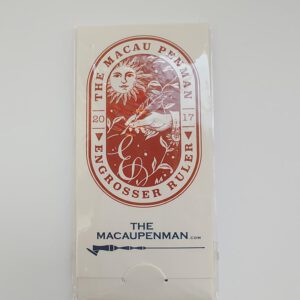 THE MACAU PENMAN
20 17
ENGROSSER RULER
THE
MACAUPENMAN.COM